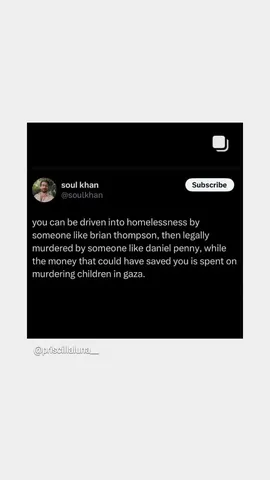 soul khan
Subscribe
@soulkhan
you can be driven into homelessness by
someone like brian thompson, then legally
murdered by someone like daniel penny, while
the money that could have saved you is spent on
murdering children in gaza.
@priscillaluna__